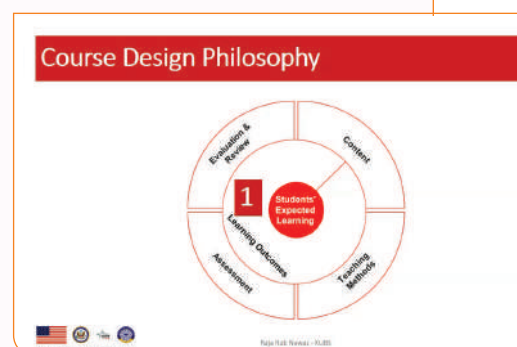 Course Design Philosophy
Evaluation &
Review
Content
1
Students'
Expected
Learning
Learning Outcomes
Assessment
Teaching
Methods